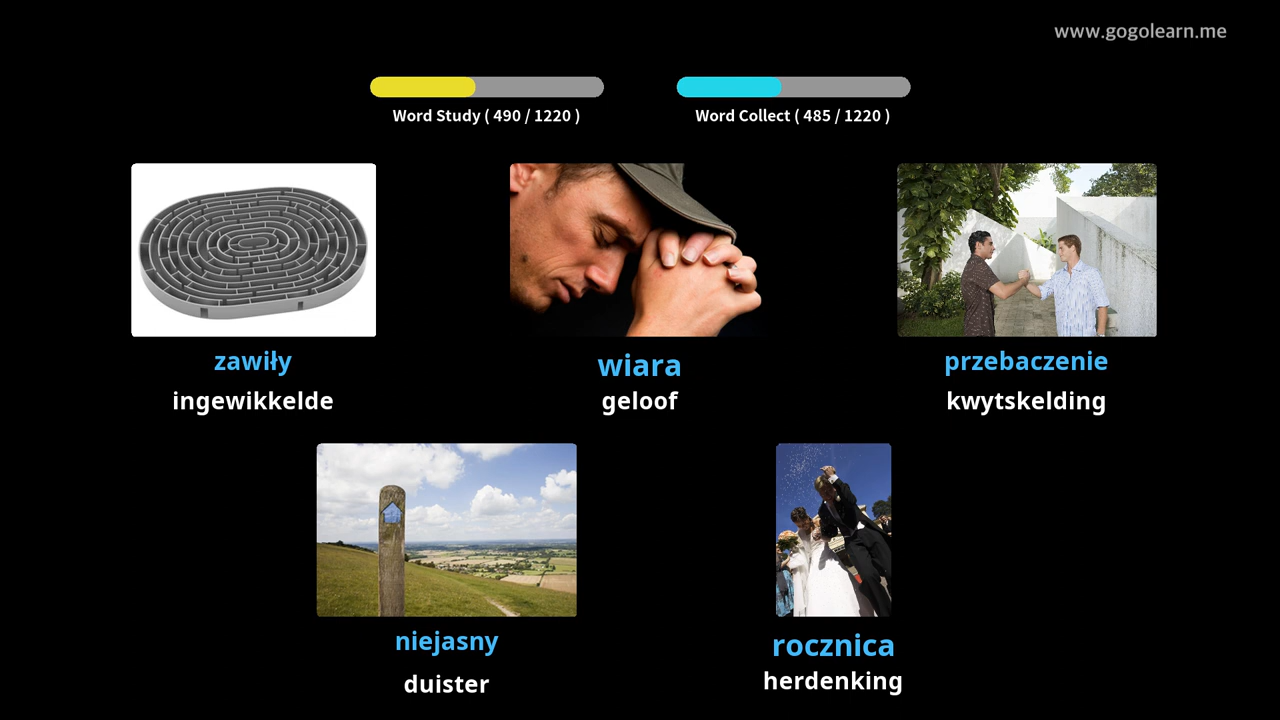 www.gogolearn.me
Word Study ( 490 / 1220 )
Word Collect ( 485 / 1220 )
zawiły
ingewikkelde
wiara
geloof
przebaczenie
kwytskelding
niejasny
duister
rocznica
herdenking